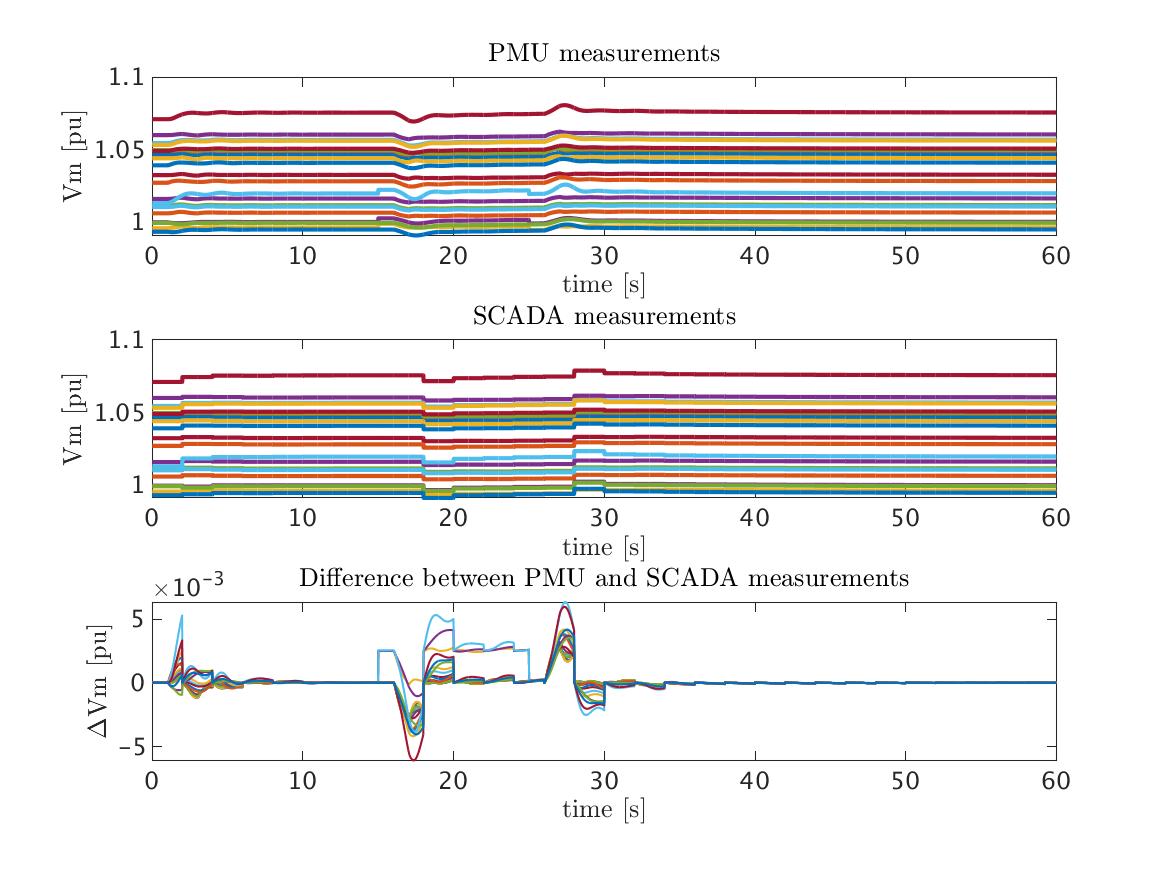 PMU measurements
1.1
1.05
1
Vm [pu]
0 10 20 30 40 50 60
time [s]
SCADA measurements
1.1
1.05
1
Vm [pu]
0 10 20 30 40 50 60
time [s]
Difference between PMU and SCADA measurements
×10⁻³
5
0
-5
ΔVm [pu]
0 10 20 30 40 50 60
time [s]